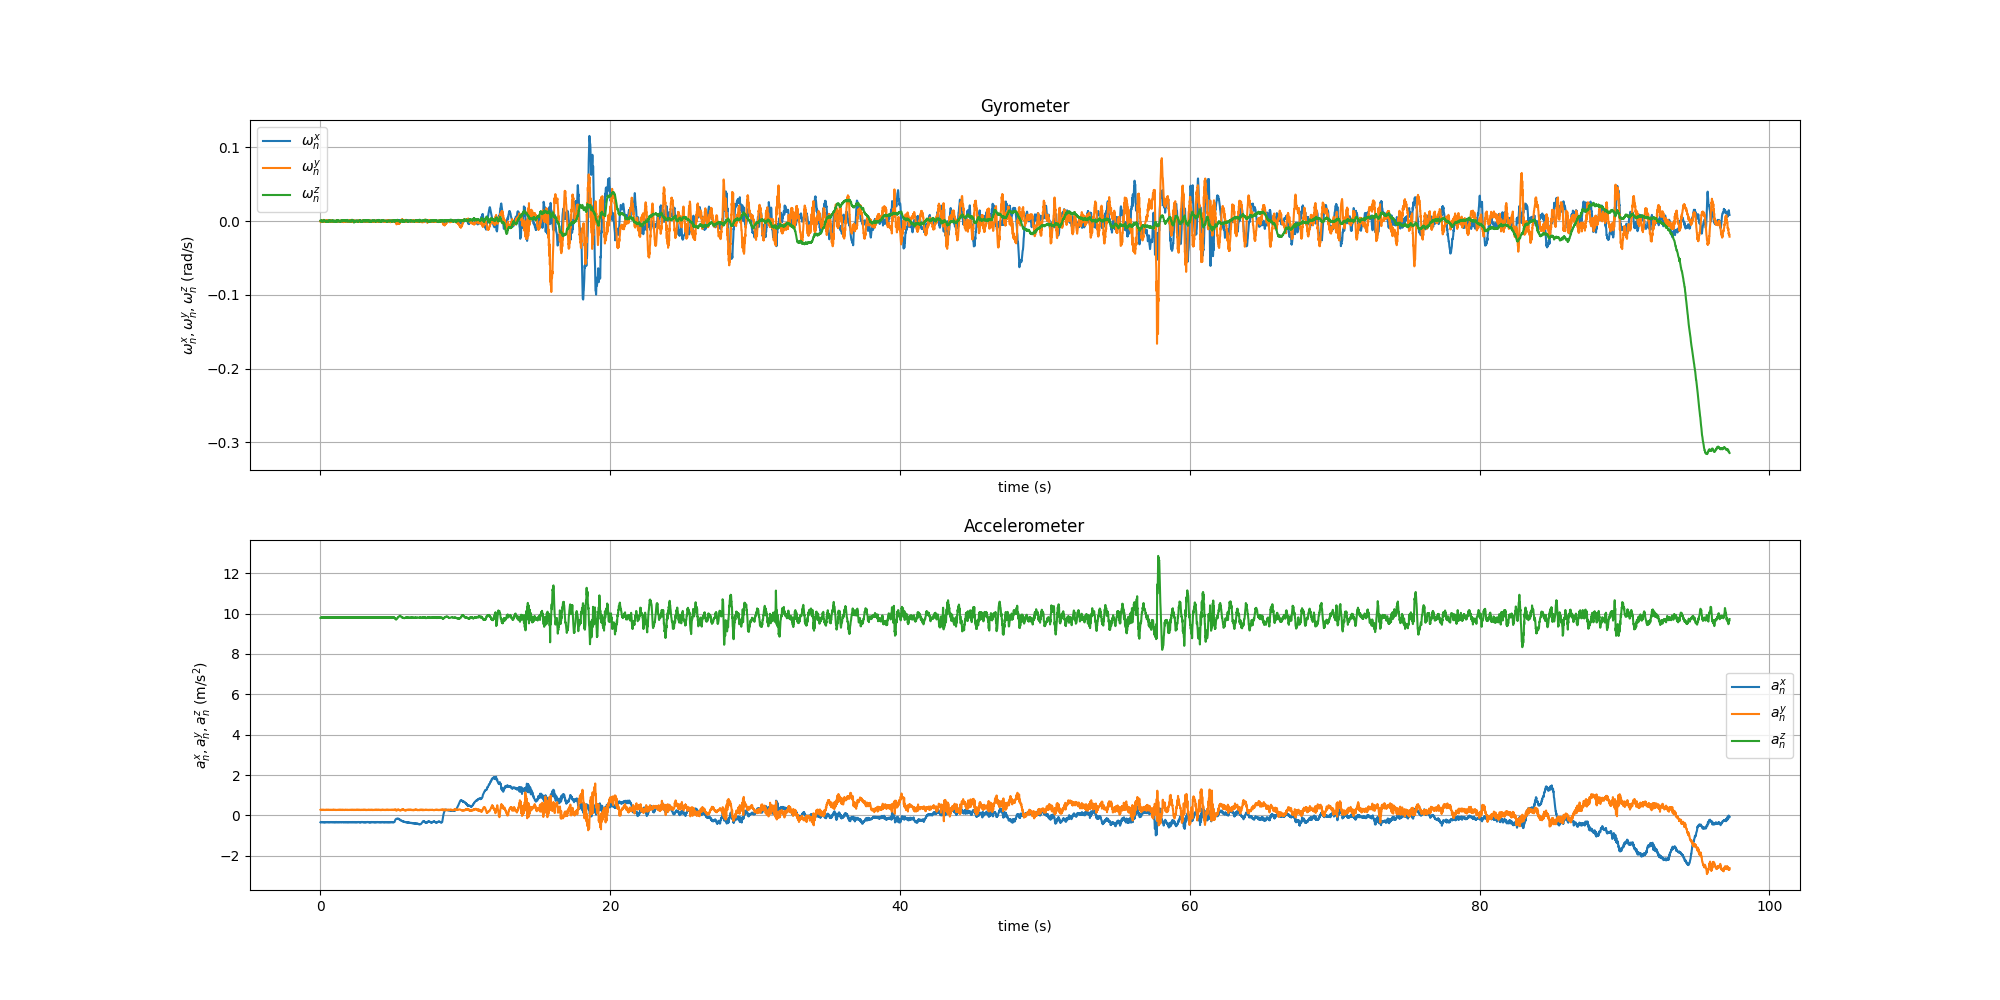 Gyrometer
ω_n^x
ω_n^y
ω_n^z
0.1
0.0
−0.1
−0.2
−0.3
ω_n^x, ω_n^y, ω_n^z (rad/s)
time (s)
Accelerometer
12
10
8
6
4
2
0
−2
a_n^x, a_n^y, a_n^z (m/s²)
a_n^x
a_n^y
a_n^z
0 20 40 60 80 100
time (s)